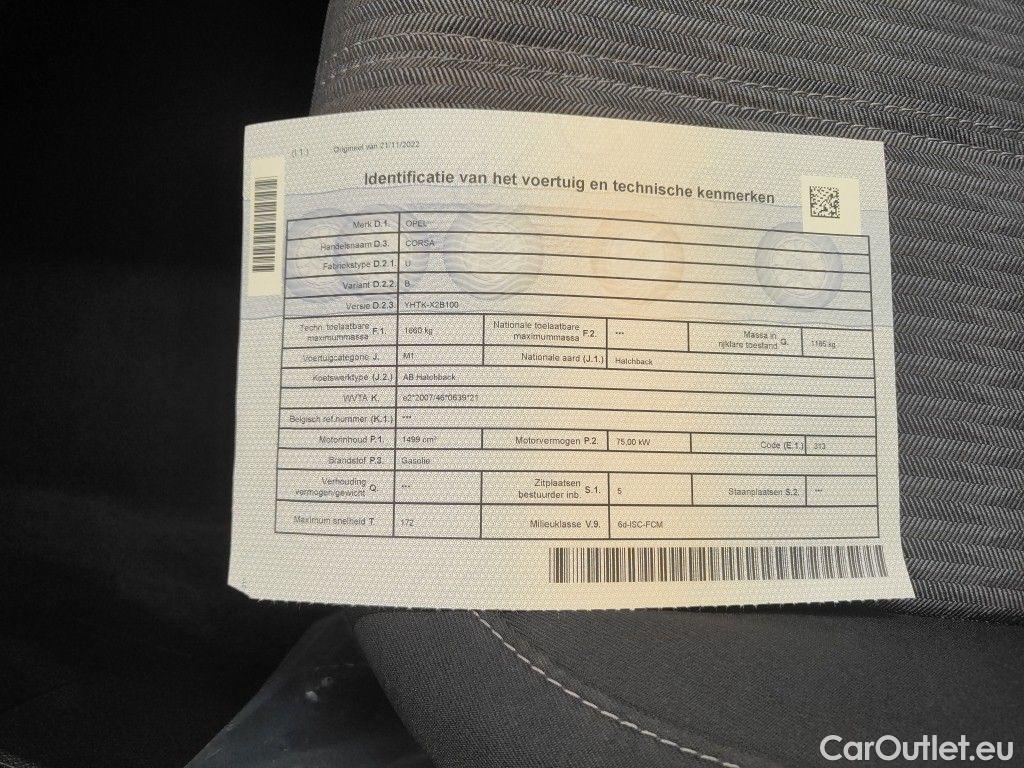 (I.1.) Origineel van 21/11/2022
Identificatie van het voertuig en technische kenmerken
Merk D.1. OPEL
Handelsnaam D.3. CORSA
Fabriekstype D.2.1. U
Variant D.2.2. B
Versie D.2.3. YHTK-X2B100
Techn. toelaatbare maximummassa F.1. 1660 kg Nationale toelaatbare maximummassa F.2. --- Massa in rijklare toestand G. 1165 kg
Voertuigcategorie J. M1 Nationale aard (J.1.) Hatchback
Koetswerktype (J.2.) AB Hatchback
WVTA K. e2*2007/46*0639*21
Belgisch ref.nummer (K.1.) ---
Motorinhoud P.1. 1499 cm³ Motorvermogen P.2. 75,00 kW Code (E.1.) 313
Brandstof P.3. Gasolie
Verhouding vermogen/gewicht Q. --- Zitplaatsen bestuurder inb. S.1. 5 Staanplaatsen S.2. ---
Maximum snelheid T. 172 Milieuklasse V.9. 6d-ISC-FCM
CarOutlet.eu